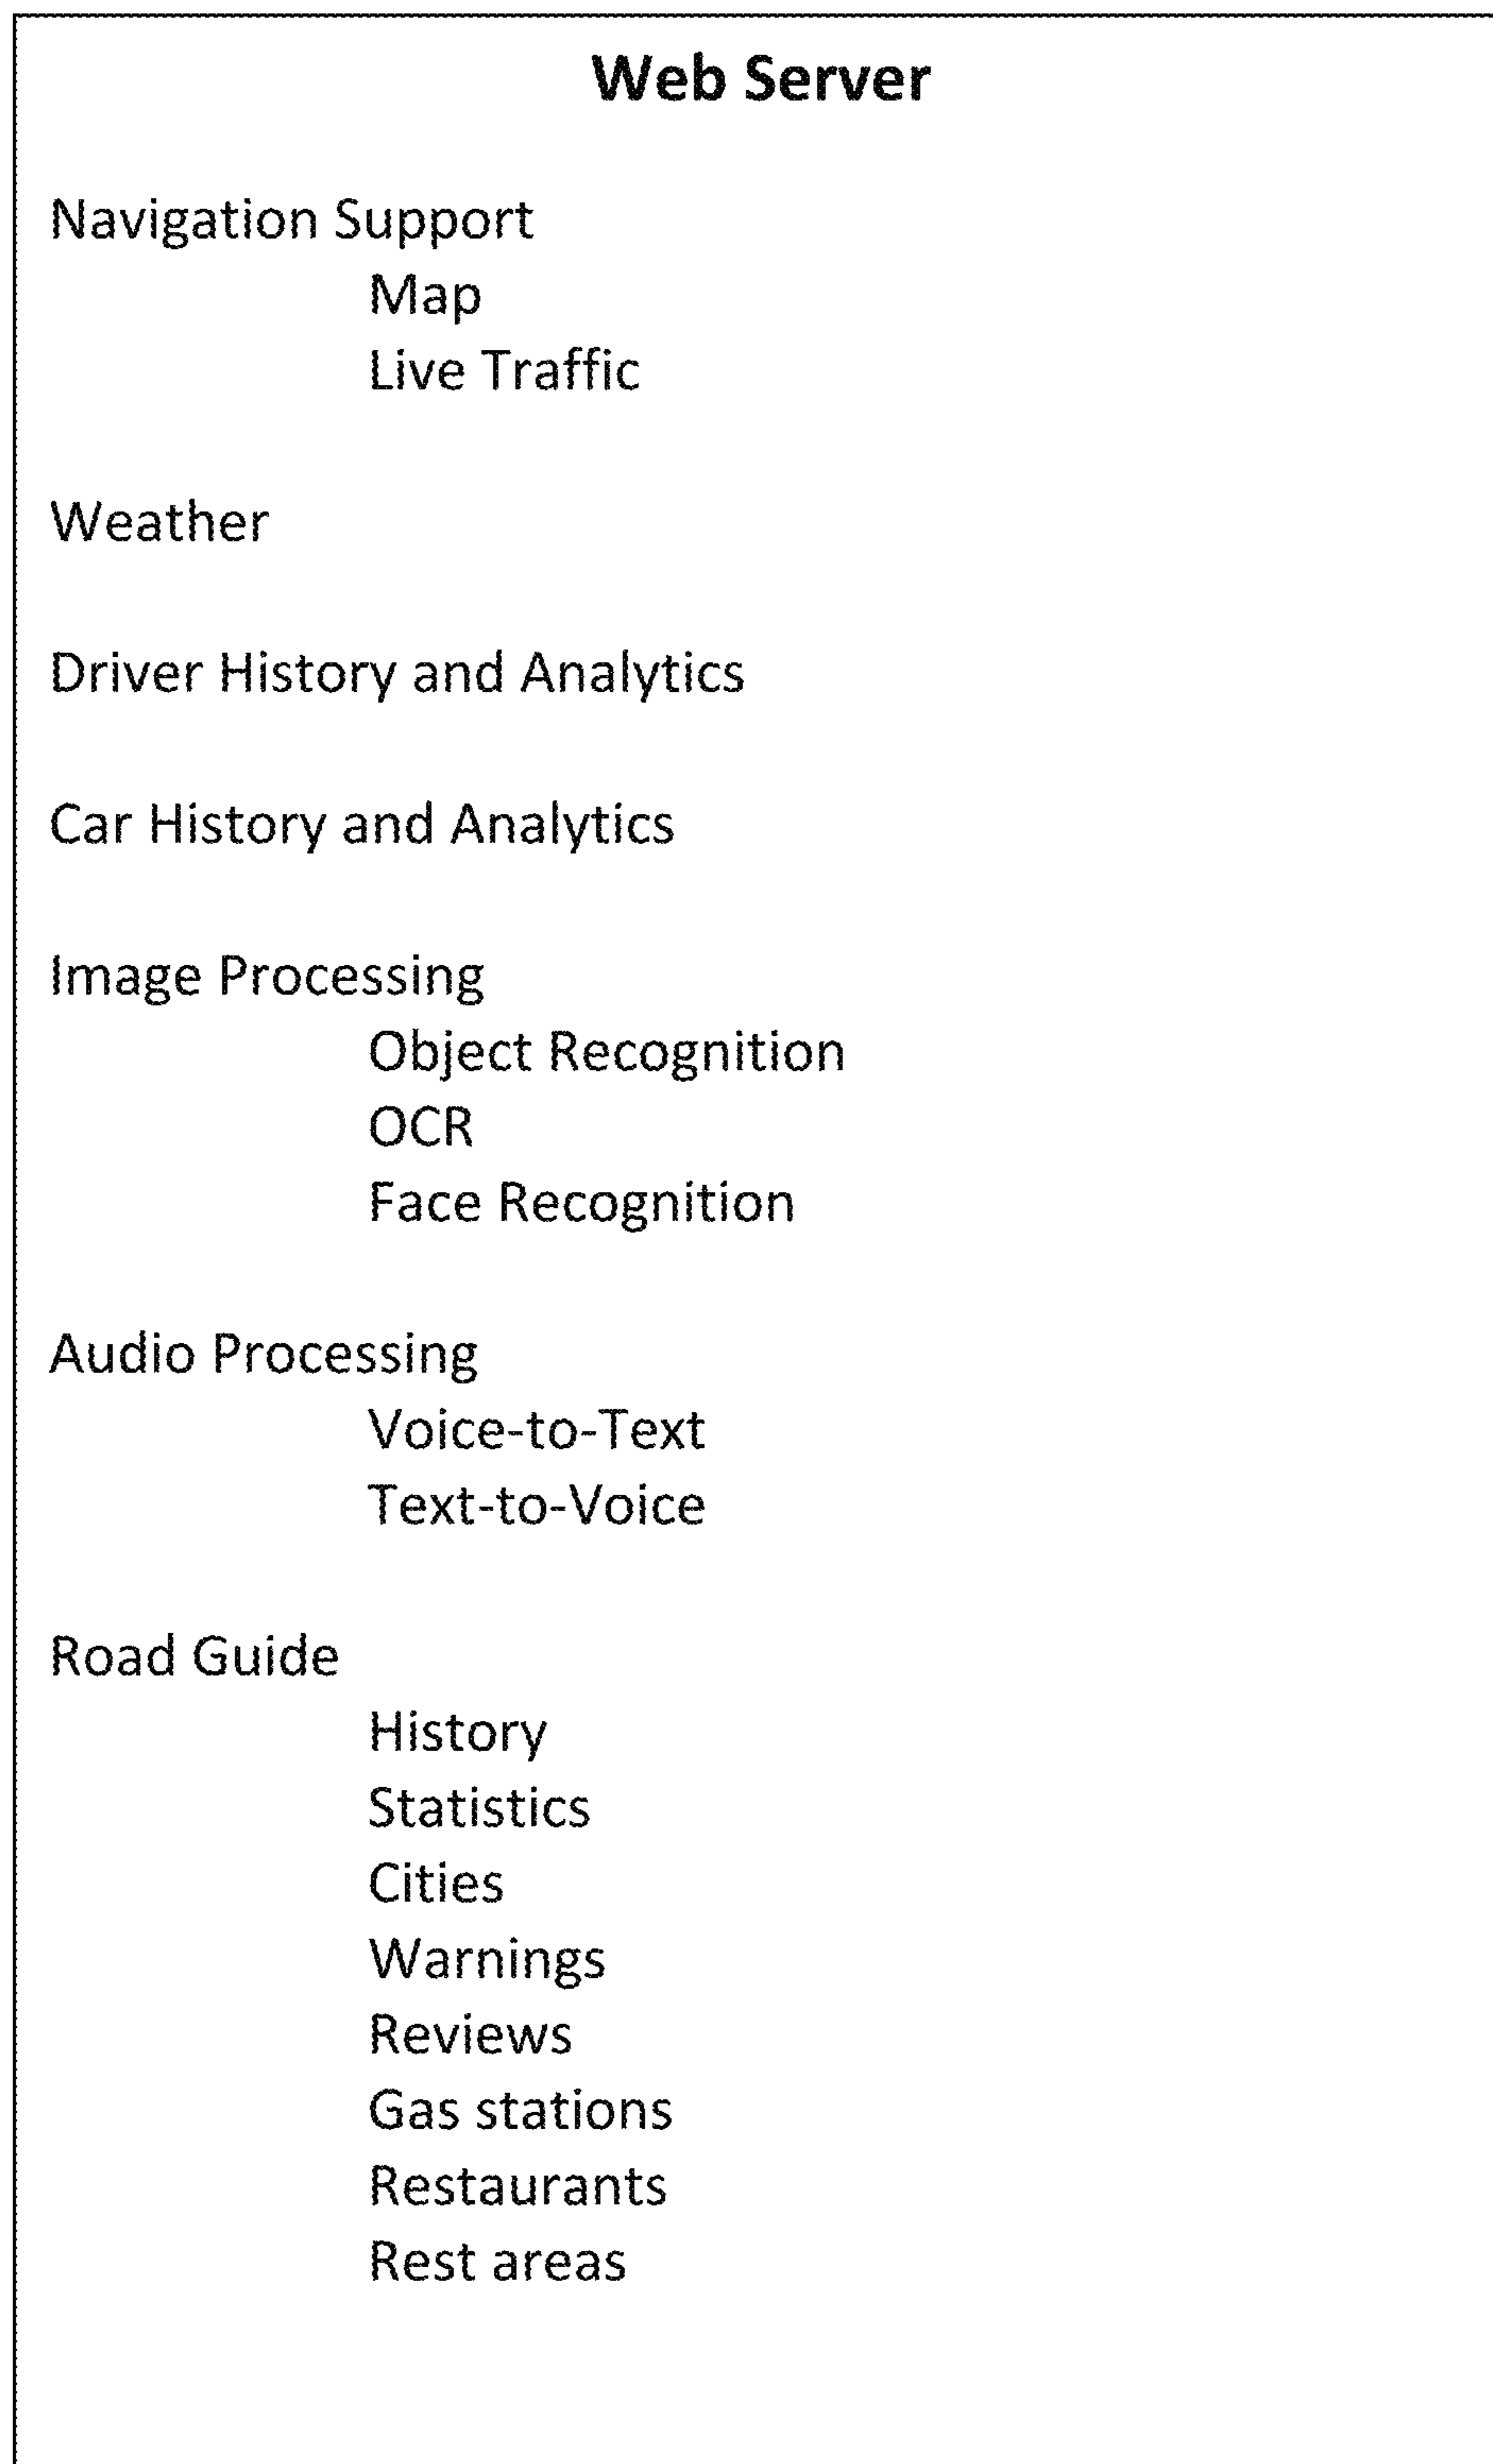 Web Server
Navigation Support
Map
Live Traffic
Weather
Driver History and Analytics
Car History and Analytics
Image Processing
Object Recognition
OCR
Face Recognition
Audio Processing
Voice-to-Text
Text-to-Voice
Road Guide
History
Statistics
Cities
Warnings
Reviews
Gas stations
Restaurants
Rest areas